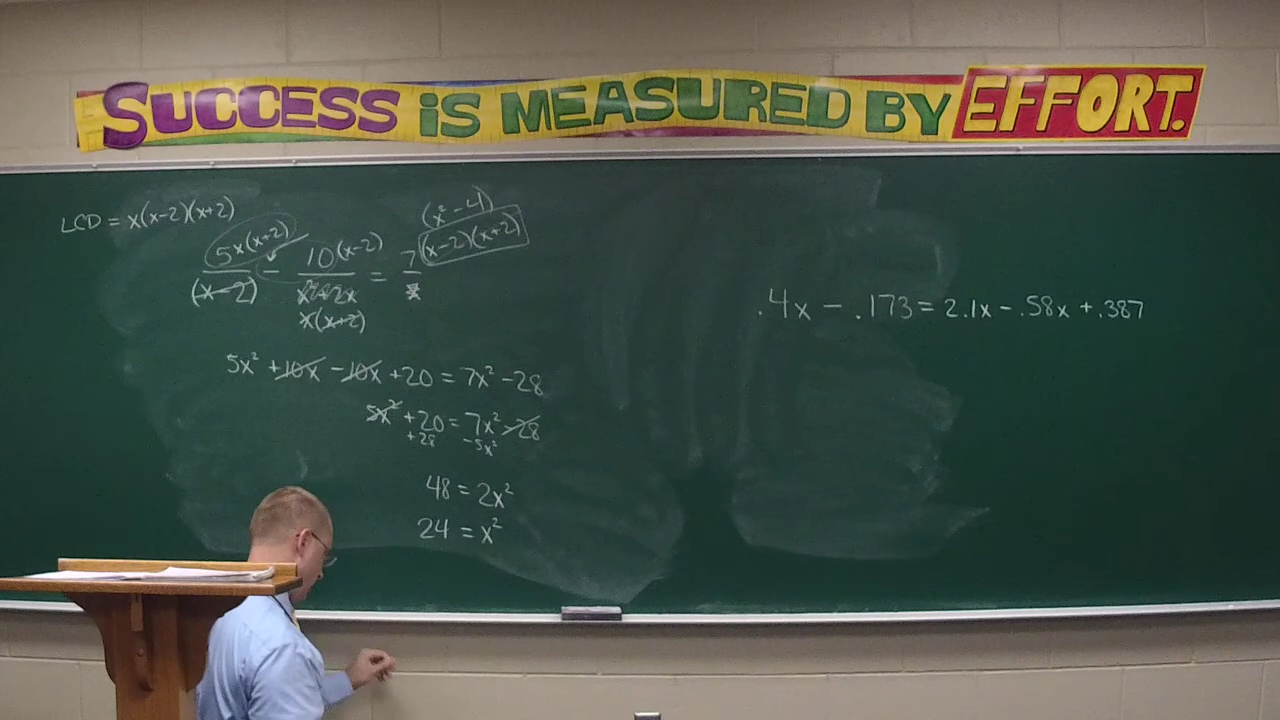 SUCCESS iS MEASURED BY EFFORT.
LCD = x(x-2)(x+2)
(x² - 4)
5x(x+2) - 10(x-2) = 7(x-2)(x+2)
(x-2) x²+2x x
x(x+2)
5x² + 10x - 10x + 20 = 7x² - 28
5x² + 20 = 7x² - 28
+28 -5x²
48 = 2x²
24 = x²
.4x - .173 = 2.1x - .58x + .387